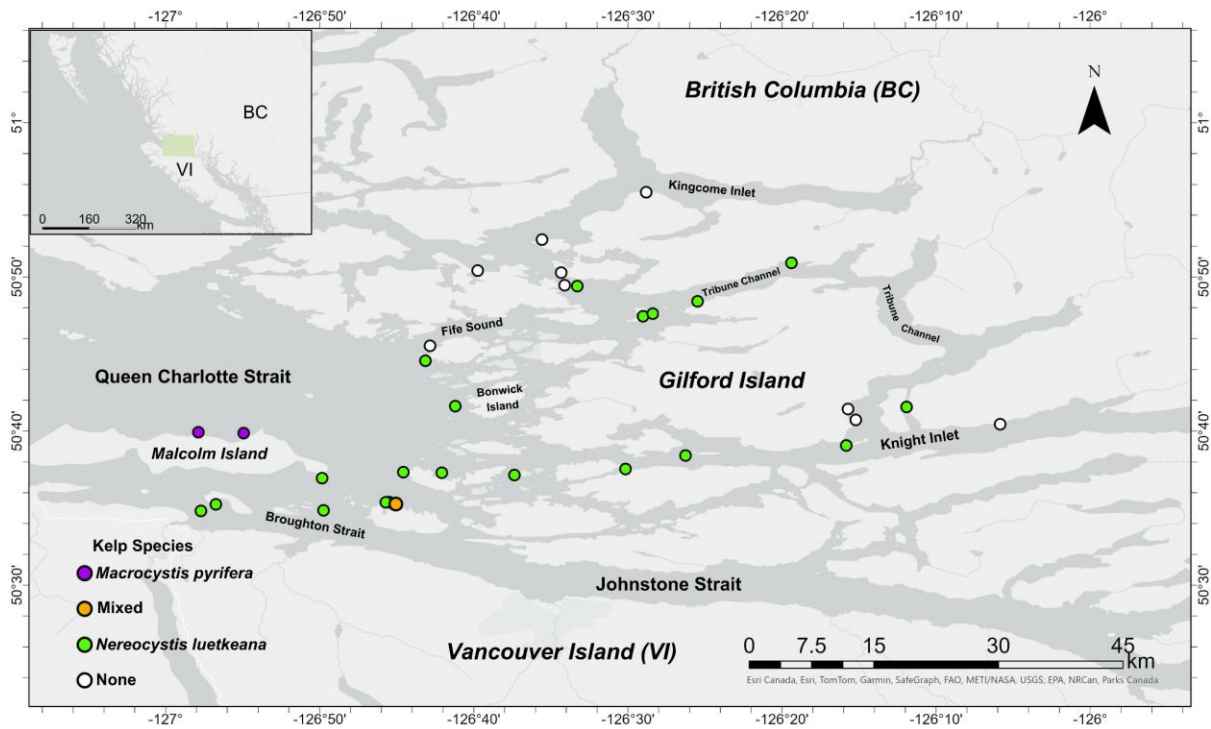 -127° -126°50' -126°40' -126°30' -126°20' -126°10' -126°
BC
VI
0 160 320
km
British Columbia (BC)
N
51° 51°
Kingcome Inlet
50°50' 50°50'
Tribune Channel
Tribune
Channel
Fife Sound
Queen Charlotte Strait
Gilford Island
Bonwick
Island
50°40' 50°40'
Malcolm Island
Knight Inlet
Broughton Strait
Kelp Species
Macrocystis pyrifera
50°30' 50°30'
Johnstone Strait
Mixed
Nereocystis luetkeana
Vancouver Island (VI)
0 7.5 15 30 45
km
None
Esri Canada, Esri, TomTom, Garmin, SafeGraph, FAO, METI/NASA, USGS, EPA, NRCan, Parks Canada
-127° -126°50' -126°40' -126°30' -126°20' -126°10' -126°